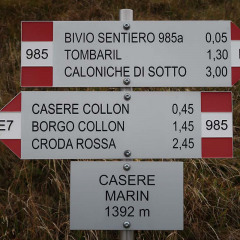 985
BIVIO SENTIERO 985a 0,05
TOMBARIL 1,30
CALONICHE DI SOTTO 3,00
E7
CASERE COLLON 0,45
BORGO COLLON 1,45
CRODA ROSSA 2,45
985
CASERE
MARIN
1392 m